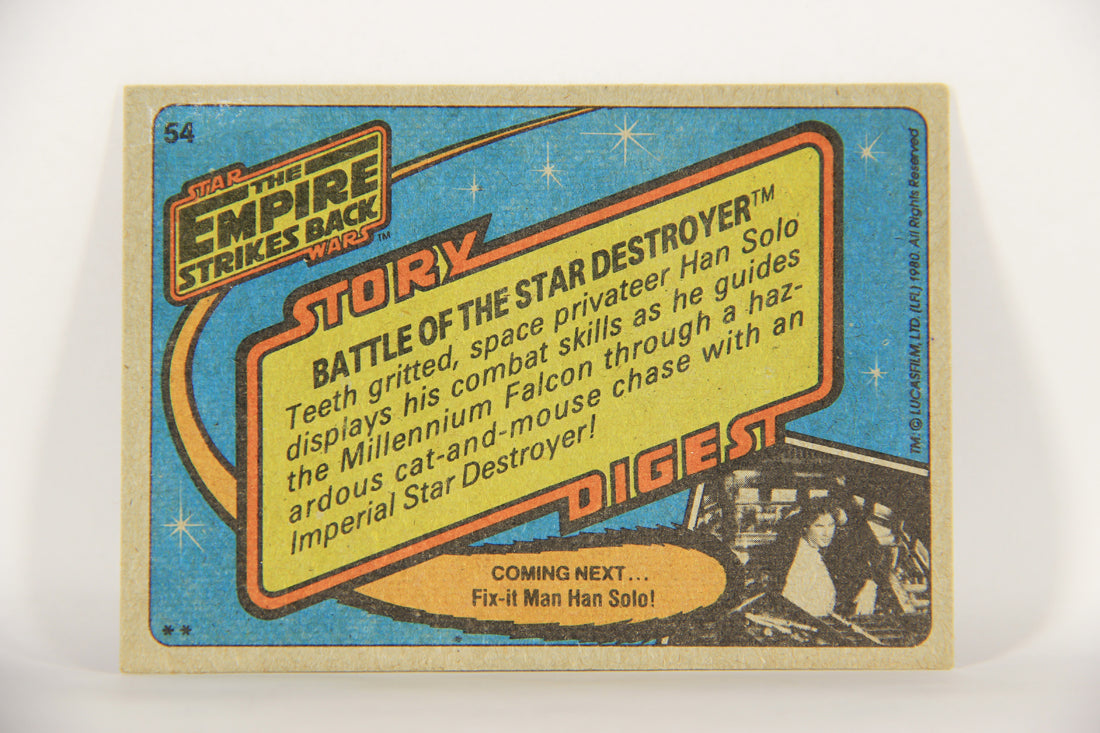 54
STAR
THE
EMPIRE
STRIKES BACK
WARS™
STORY
BATTLE OF THE STAR DESTROYER™
Teeth gritted, space privateer Han Solo
displays his combat skills as he guides
the Millennium Falcon through a haz-
ardous cat-and-mouse chase with an
Imperial Star Destroyer!
DIGEST
COMING NEXT...
Fix-it Man Han Solo!
**
TM: © LUCASFILM, LTD. (LFL) 1980. All Rights Reserved